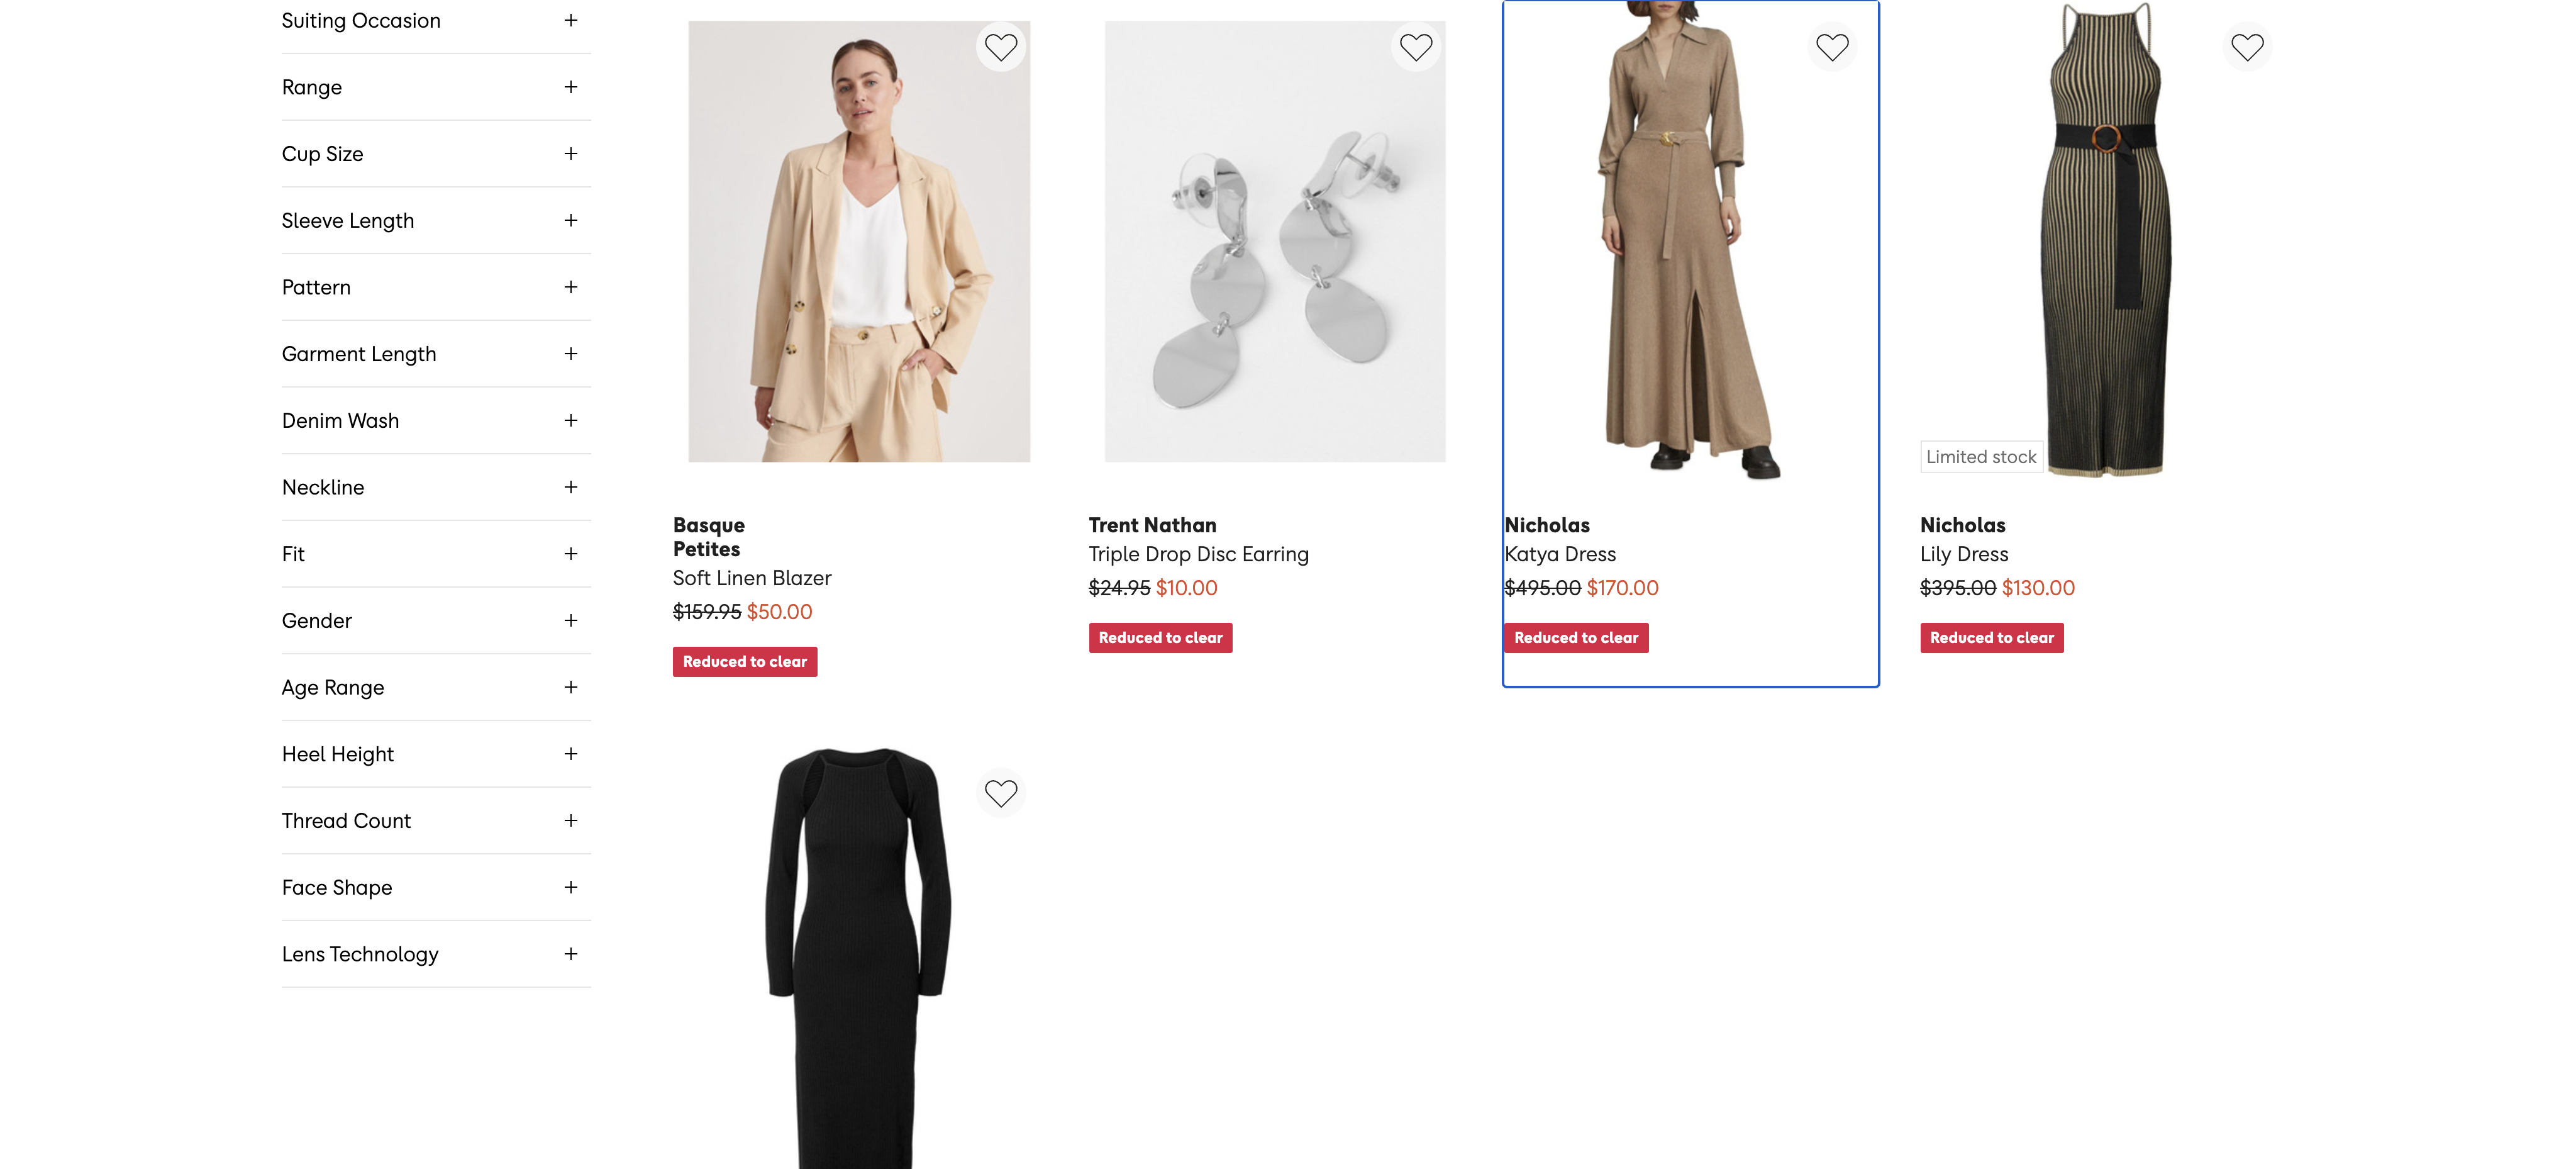 Suiting Occasion
Range
Cup Size
Sleeve Length
Pattern
Garment Length
Denim Wash
Neckline
Fit
Gender
Age Range
Heel Height
Thread Count
Face Shape
Lens Technology
Basque
Petites
Soft Linen Blazer
$159.95 $50.00
Reduced to clear
Trent Nathan
Triple Drop Disc Earring
$24.95 $10.00
Reduced to clear
Nicholas
Katya Dress
$495.00 $170.00
Reduced to clear
Limited stock
Nicholas
Lily Dress
$395.00 $130.00
Reduced to clear